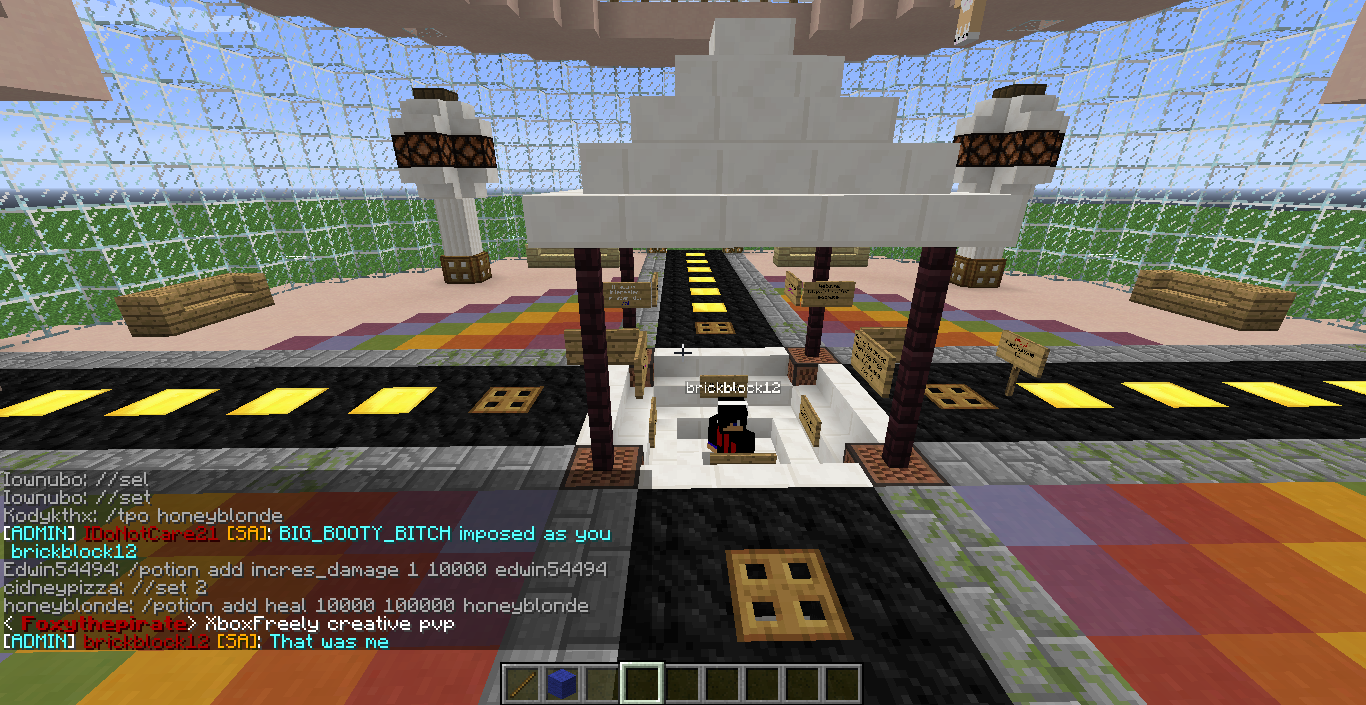 brickblock12
Iownubo: //sel
Iownubo: //set
Kodykthx: /tpo honeyblonde
[ADMIN] IDoNotCare21 [SA]: BIG_BOOTY_BITCH imposed as you
brickblock12
Edwin54494: /potion add incres_damage 1 10000 edwin54494
cidneypizza: //set 2
honeyblonde: /potion add heal 10000 100000 honeyblonde
< Foxythepirate> XboxFreely creative pvp
[ADMIN] brickblock12 [SA]: That was me